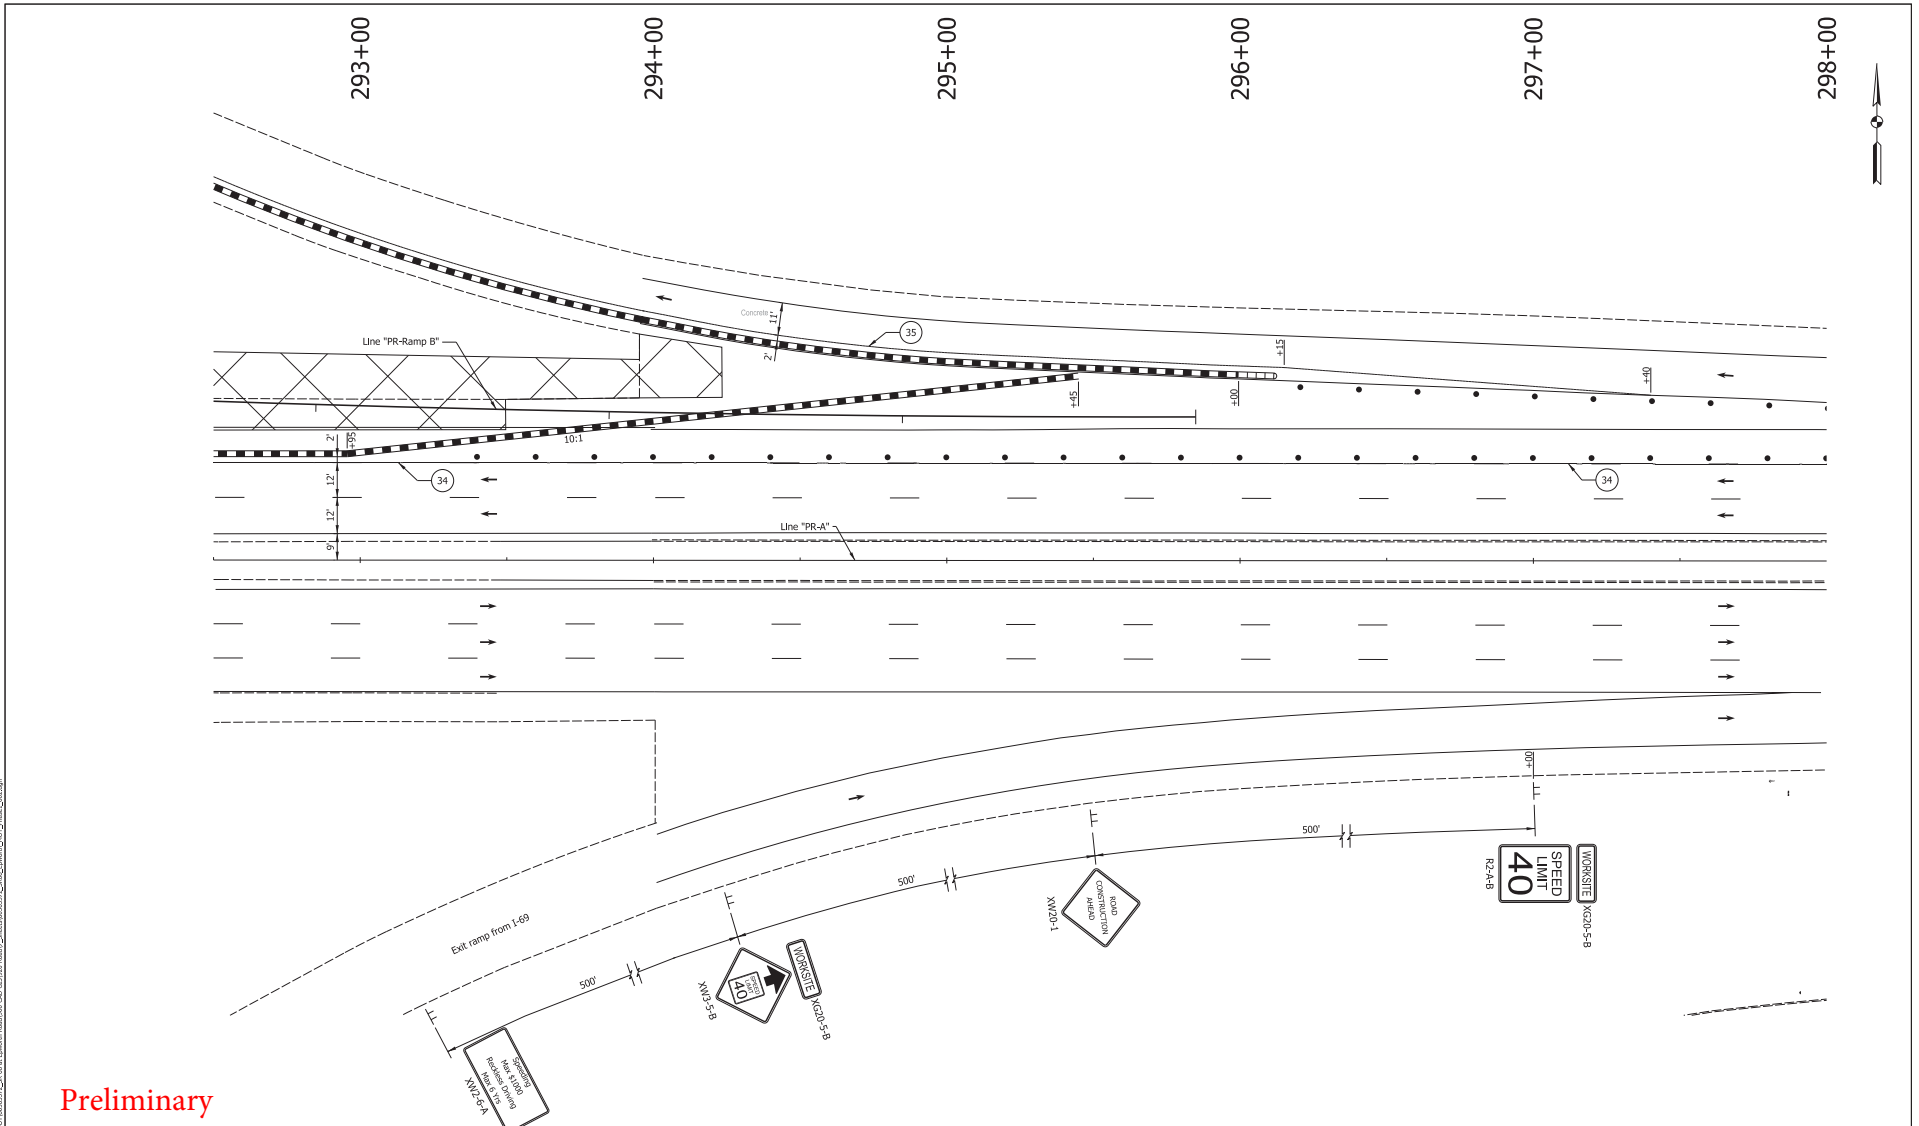 293+00
294+00
295+00
296+00
297+00
298+00
Concrete
11'
2'
35
Line "PR-Ramp B"
+15
+40
+45
+00
2'
+95
10:1
12'
34
34
12'
9'
Line "PR-A"
+00
500'
SPEED
LIMIT
40
R2-A-B
WORKSITE
XG20-5-B
500'
ROAD
CONSTRUCTION
AHEAD
XW20-1
Exit ramp from I-69
500'
SPEED
LIMIT
40
XW3-5-B
WORKSITE
XG20-5-B
Speeding
Max $1000
Reckless Driving
Max 6 Yrs
XW2-6-A
Preliminary